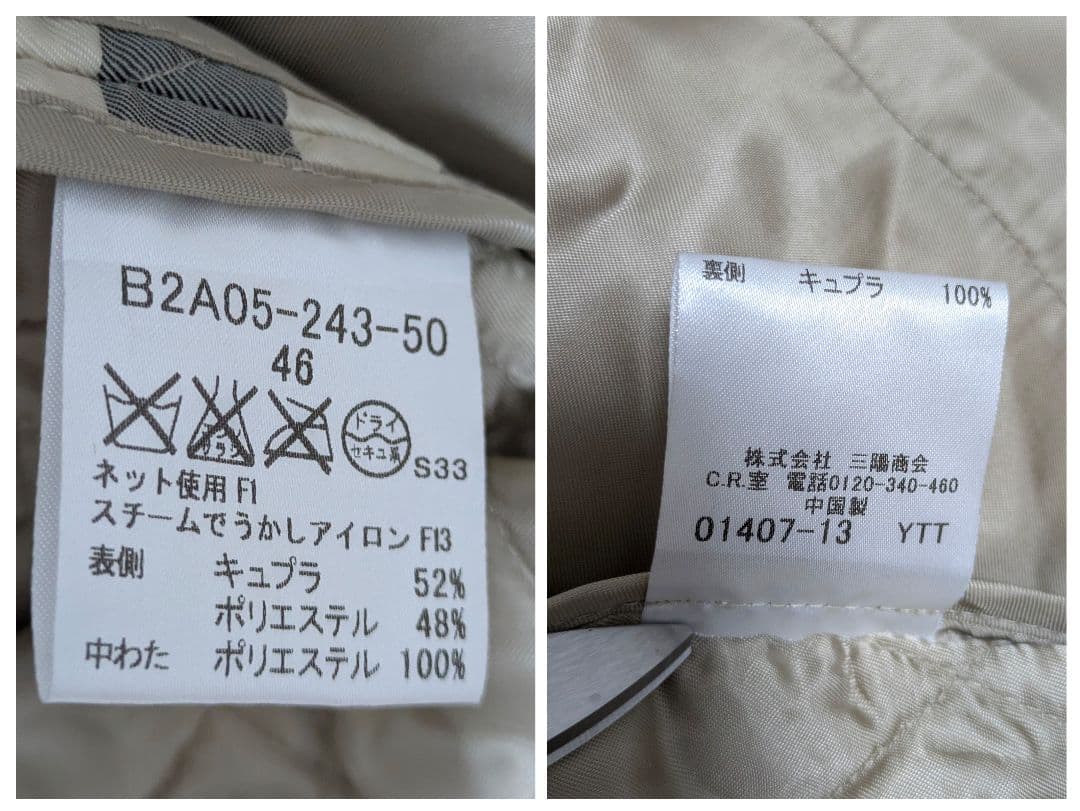 B2A05-243-50
46
ドライ
セキユ系
S33
ネット使用 F1
スチームでうかしアイロン F13
表側 キュプラ 52%
ポリエステル 48%
中わた ポリエステル 100%
裏側 キュプラ 100%
株式会社 三陽商会
C.R.室 電話0120-340-460
中国製
01407-13 YTT